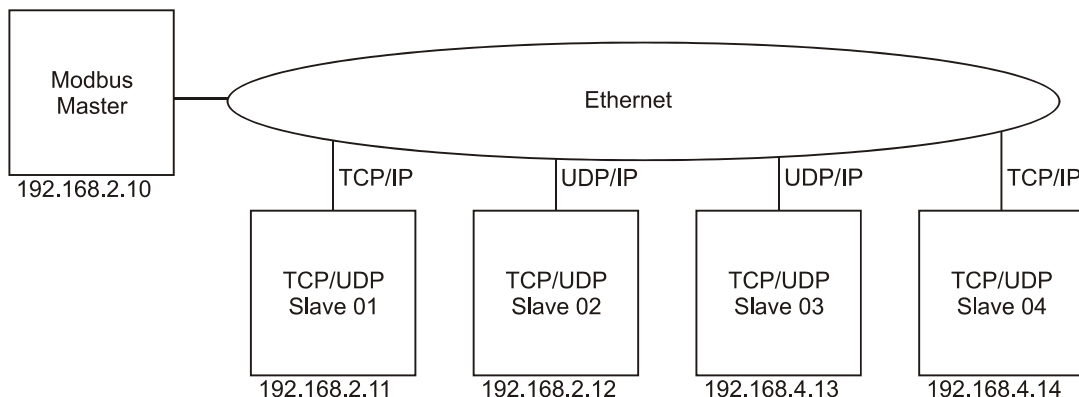 Modbus
Master
Ethernet
192.168.2.10
TCP/IP
UDP/IP
UDP/IP
TCP/IP
TCP/UDP
Slave 01
TCP/UDP
Slave 02
TCP/UDP
Slave 03
TCP/UDP
Slave 04
192.168.2.11
192.168.2.12
192.168.4.13
192.168.4.14